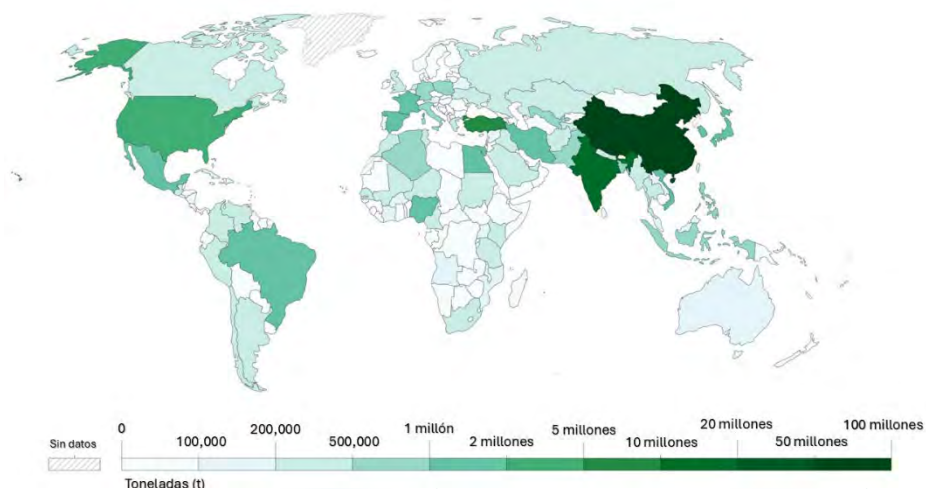 0 200,000 1 millón 5 millones 20 millones 100 millones
Sin datos 100,000 500,000 2 millones 10 millones 50 millones
Toneladas (t)